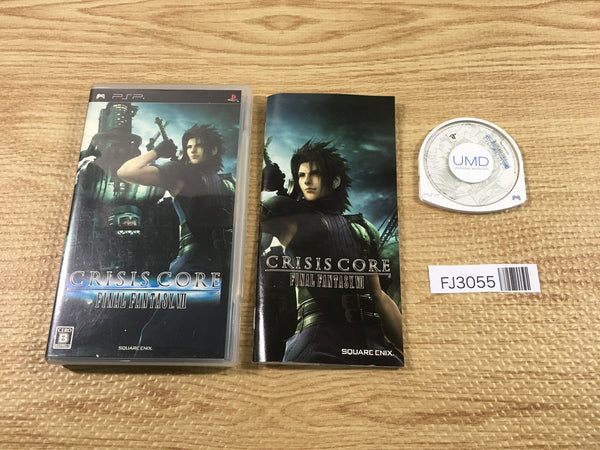 PSP
CRISIS CORE
FINAL FANTASY VII
CERO
B
SQUARE ENIX
CRISIS CORE
FINAL FANTASY VII
SQUARE ENIX.
UMD
FJ3055